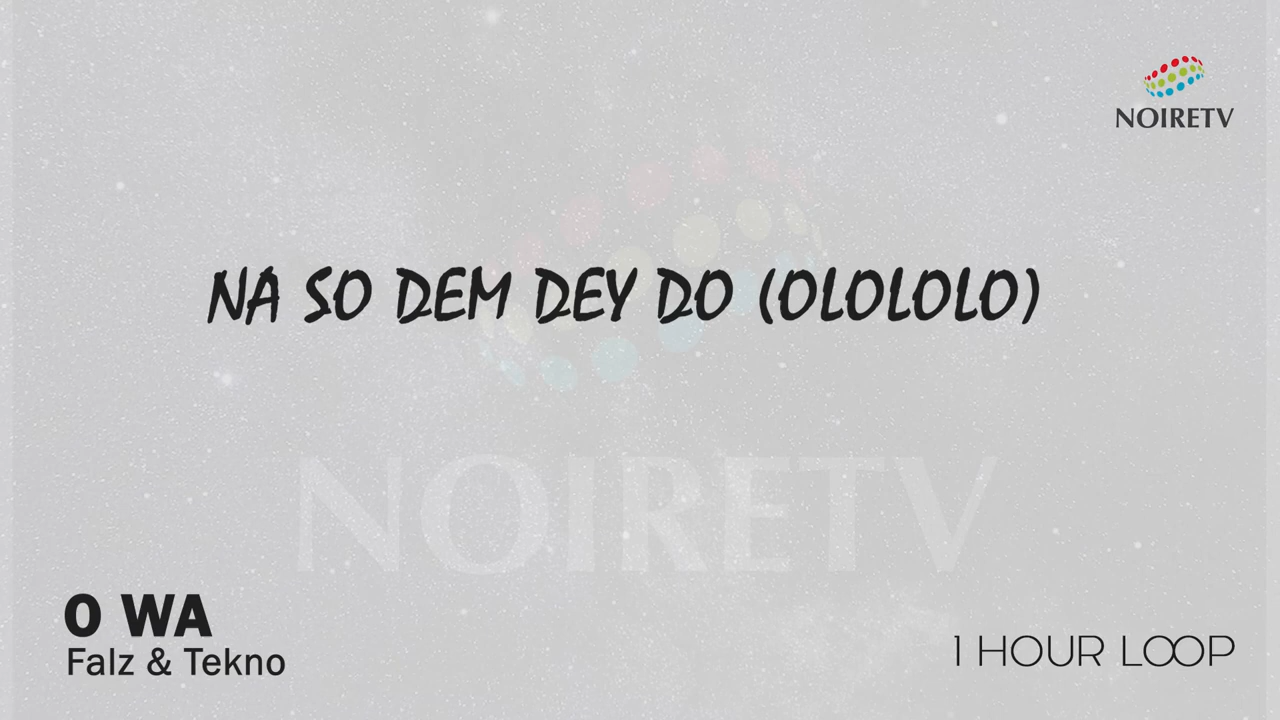 NOIRETV
NA SO DEM DEY DO (OLOLOLO)
NOIRETV
O WA
Falz & Tekno
1 HOUR LOOP